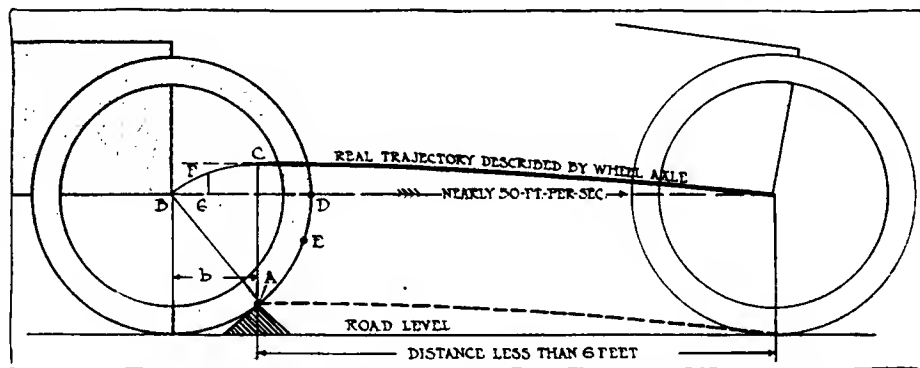 C
REAL TRAJECTORY DESCRIBED BY WHEEL AXLE
F
B
G
NEARLY 50-FT.-PER-SEC.
D
E
b
A
ROAD LEVEL
DISTANCE LESS THAN 6 FEET